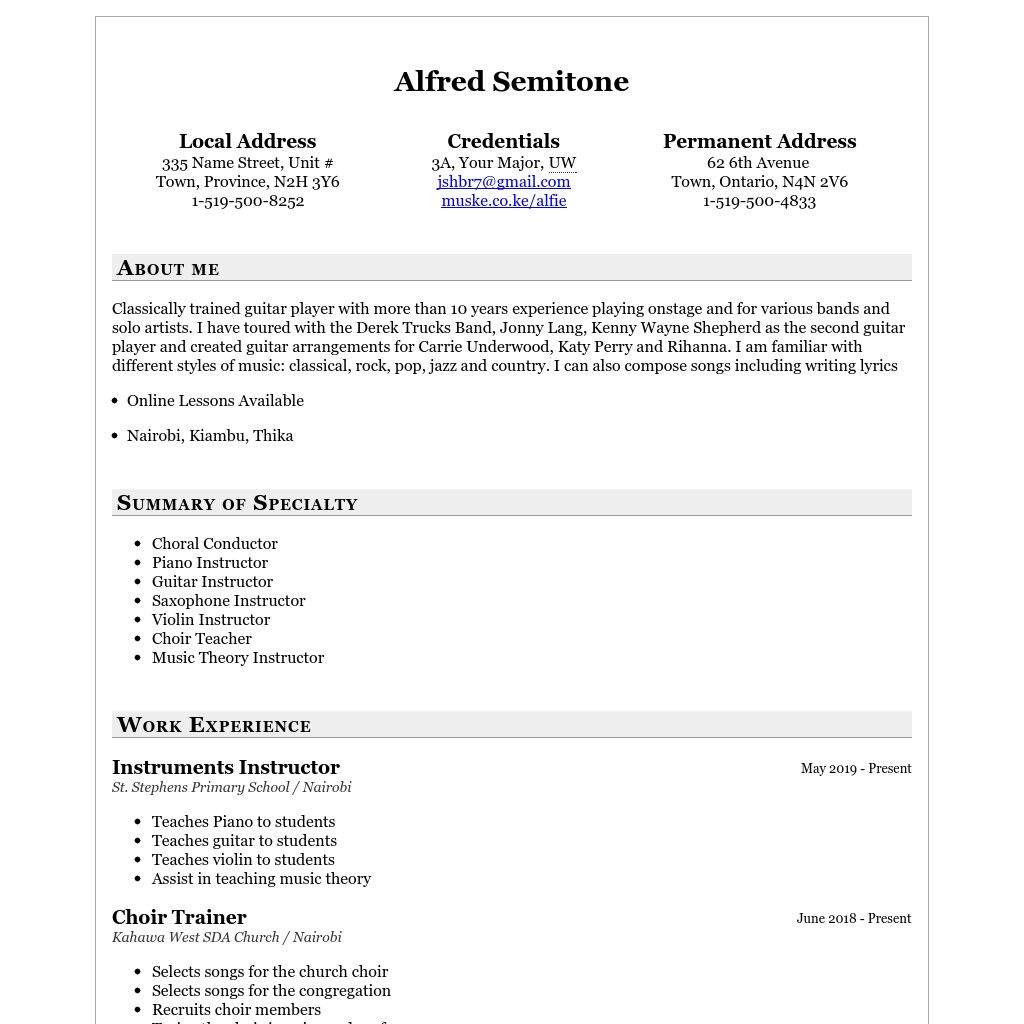 Alfred Semitone
Local Address
335 Name Street, Unit #
Town, Province, N2H 3Y6
1-519-500-8252
Credentials
3A, Your Major, UW
jshbr7@gmail.com
muske.co.ke/alfie
Permanent Address
62 6th Avenue
Town, Ontario, N4N 2V6
1-519-500-4833
About me
Classically trained guitar player with more than 10 years experience playing onstage and for various bands and
solo artists. I have toured with the Derek Trucks Band, Jonny Lang, Kenny Wayne Shepherd as the second guitar
player and created guitar arrangements for Carrie Underwood, Katy Perry and Rihanna. I am familiar with
different styles of music: classical, rock, pop, jazz and country. I can also compose songs including writing lyrics
• Online Lessons Available
• Nairobi, Kiambu, Thika
Summary of Specialty
• Choral Conductor
• Piano Instructor
• Guitar Instructor
• Saxophone Instructor
• Violin Instructor
• Choir Teacher
• Music Theory Instructor
Work Experience
Instruments Instructor May 2019 - Present
St. Stephens Primary School / Nairobi
• Teaches Piano to students
• Teaches guitar to students
• Teaches violin to students
• Assist in teaching music theory
Choir Trainer June 2018 - Present
Kahawa West SDA Church / Nairobi
• Selects songs for the church choir
• Selects songs for the congregation
• Recruits choir members